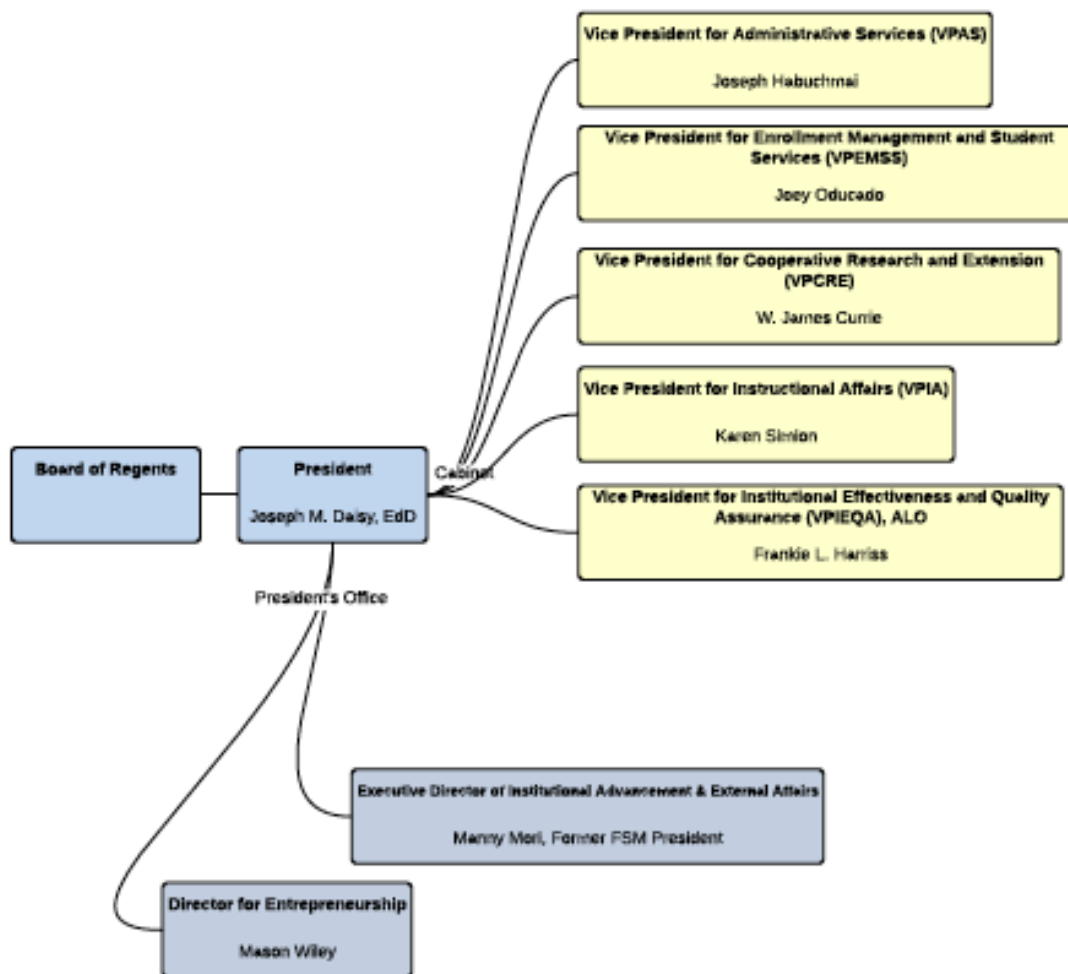 Vice President for Administrative Services (VPAS)
Joseph Habuchmai
Vice President for Enrollment Management and Student
Services (VPEMSS)
Joey Oducado
Vice President for Cooperative Research and Extension
(VPCRE)
W. James Currie
Vice President for Instructional Affairs (VPIA)
Karen Simion
Board of Regents
President
Joseph M. Daisy, EdD
Cabinet
Vice President for Institutional Effectiveness and Quality
Assurance (VPIEQA), ALO
Frankie L. Harriss
President's Office
Executive Director of Institutional Advancement & External Affairs
Manny Mori, Former FSM President
Director for Entrepreneurship
Mason Wiley